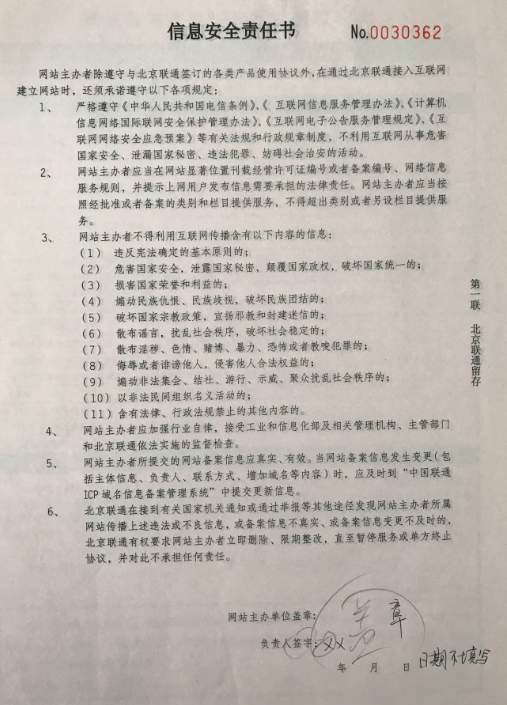 信息安全责任书
No.0030362
网站主办者除遵守与北京联通签订的各类产品使用协议外,在通过北京联通接入互联网
建立网站时,还须承诺遵守以下各项规定:
1、 严格遵守《中华人民共和国电信条例》、《互联网信息服务管理办法》、《计算机
信息网络国际联网安全保护管理办法》、《互联网电子公告服务管理规定》、《互
联网网络安全应急预案》等有关法规和行政规章制度,不利用互联网从事危害
国家安全、泄漏国家秘密、违法犯罪、妨碍社会治安的活动。
2、 网站主办者应当在网站显著位置刊载经营许可证编号或者备案编号、网络信息
服务规则,并提示上网用户发布信息需要承担的法律责任。网站主办者应当按
照经批准或者备案的类别和栏目提供服务,不得超出类别或者另设栏目提供服
务。
3、 网站主办者不得利用互联网传播含有以下内容的信息:
(1) 违反宪法确定的基本原则的;
(2) 危害国家安全,泄露国家秘密,颠覆国家政权,破坏国家统一的;
(3) 损害国家荣誉和利益的;
(4) 煽动民族仇恨、民族歧视,破坏民族团结的;
(5) 破坏国家宗教政策,宣扬邪教和封建迷信的;
(6) 散布谣言,扰乱社会秩序,破坏社会稳定的;
(7) 散布淫秽、色情、赌博、暴力、恐怖或者教唆犯罪的;
(8) 侮辱或者诽谤他人,侵害他人合法权益的;
(9) 煽动非法集会、结社、游行、示威、聚众扰乱社会秩序的;
(10) 以非法民间组织名义活动的;
(11) 含有法律、行政法规禁止的其他内容的。
4、 网站主办者应加强行业自律,接受工业和信息化部及相关管理机构、主管部门
和北京联通依法实施的监督检查。
5、 网站主办者所提交的网站备案信息应真实、有效。当网站备案信息发生变更(包
括主体信息、负责人、联系方式、增加域名等内容)时,应及时到“中国联通
ICP域名信息备案管理系统”中提交更新信息。
6、 北京联通在接到有关国家机关通知或通过举报等其他途径发现网站主办者所属
网站传播上述违法或不良信息,或备案信息不真实、或备案信息变更不及时的,
北京联通有权要求网站主办者立即删除、限期整改,直至暂停服务或单方终止
协议,并对此不承担任何责任。
第一联 北京联通留存
网站主办单位盖章: 盖 章
负责人签字: XX
年 月 日 日期不填写